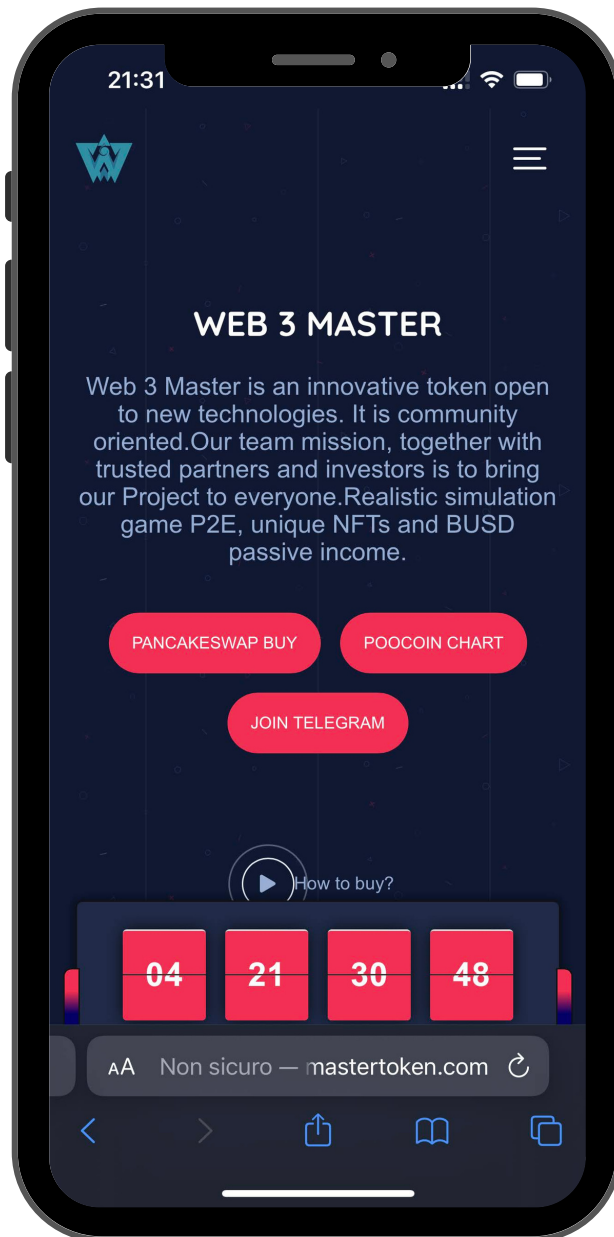 21:31
WEB 3 MASTER
Web 3 Master is an innovative token open
to new technologies. It is community
oriented.Our team mission, together with
trusted partners and investors is to bring
our Project to everyone.Realistic simulation
game P2E, unique NFTs and BUSD
passive income.
PANCAKESWAP BUY
POOCOIN CHART
JOIN TELEGRAM
How to buy?
04 21 30 48
AA Non sicuro — mastertoken.com